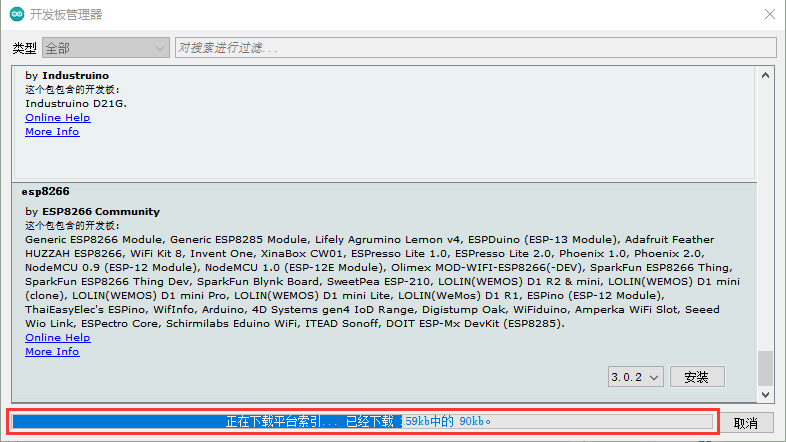 开发板管理器
类型 全部 对搜索进行过滤...
by Industruino
这个包包含的开发板:
Industruino D21G.
Online Help
More Info
esp8266
by ESP8266 Community
这个包包含的开发板:
Generic ESP8266 Module, Generic ESP8285 Module, Lifely Agrumino Lemon v4, ESPDuino (ESP-13 Module), Adafruit Feather
HUZZAH ESP8266, WiFi Kit 8, Invent One, XinaBox CW01, ESPresso Lite 1.0, ESPresso Lite 2.0, Phoenix 1.0, Phoenix 2.0,
NodeMCU 0.9 (ESP-12 Module), NodeMCU 1.0 (ESP-12E Module), Olimex MOD-WIFI-ESP8266(-DEV), SparkFun ESP8266 Thing,
SparkFun ESP8266 Thing Dev, SparkFun Blynk Board, SweetPea ESP-210, LOLIN(WEMOS) D1 R2 & mini, LOLIN(WEMOS) D1 mini
(clone), LOLIN(WEMOS) D1 mini Pro, LOLIN(WEMOS) D1 mini Lite, LOLIN(WeMos) D1 R1, ESPino (ESP-12 Module),
ThaiEasyElec's ESPino, WifInfo, Arduino, 4D Systems gen4 IoD Range, Digistump Oak, WiFiduino, Amperka WiFi Slot, Seeed
Wio Link, ESPectro Core, Schirmilabs Eduino WiFi, ITEAD Sonoff, DOIT ESP-Mx DevKit (ESP8285).
Online Help
More Info
3.0.2 安装
正在下载平台索引... 已经下载 59kb中的 90kb。 取消